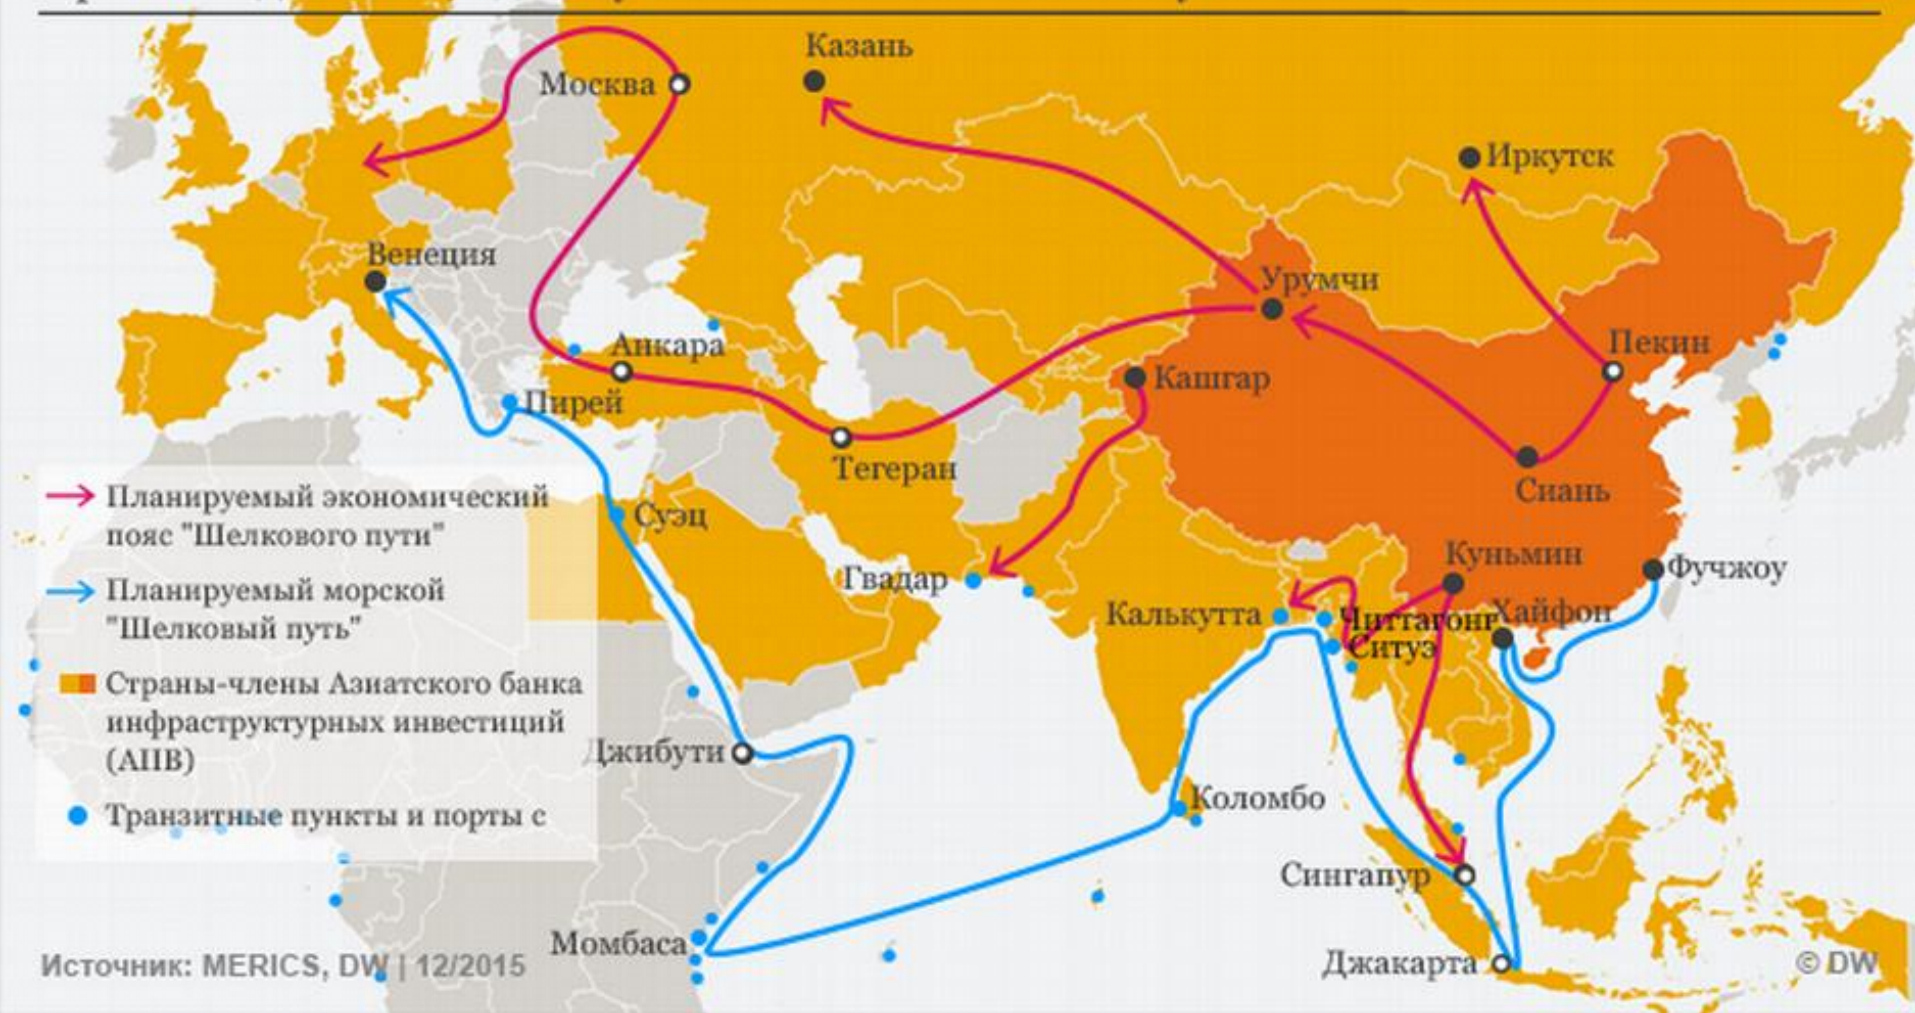 Казань
Москва
Иркутск
Венеция
Урумчи
Анкара
Пекин
Кашгар
Пирей
Тегеран
Сиань
Планируемый экономический
пояс "Шелкового пути"
Суэц
Куньмин
Фучжоу
Гвадар
Планируемый морской
"Шелковый путь"
Калькутта
Читтагонг
Хайфон
Ситуэ
Страны-члены Азиатского банка
инфраструктурных инвестиций
(АПВ)
Джибути
Коломбо
Транзитные пункты и порты с
Сингапур
Момбаса
Источник: MERICS, DW | 12/2015
Джакарта
© DW